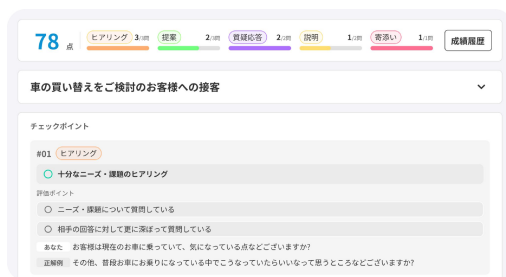 78 点 ヒアリング 3/3問 提案 2/3問 質疑応答 2/2問 説明 1/2問 寄添い 1/1問 成績履歴
車の買い替えをご検討のお客様への接客
チェックポイント
#01 ヒアリング
十分なニーズ・課題のヒアリング
評価ポイント
ニーズ・課題について質問している
相手の回答に対して更に深ぼって質問している
あなた お客様は現在のお車に乗っていて、気になっている点などございますか?
正解例 その他、普段お車にお乗りになっている中でこうなっていたらいいなって思うところなどございますか?